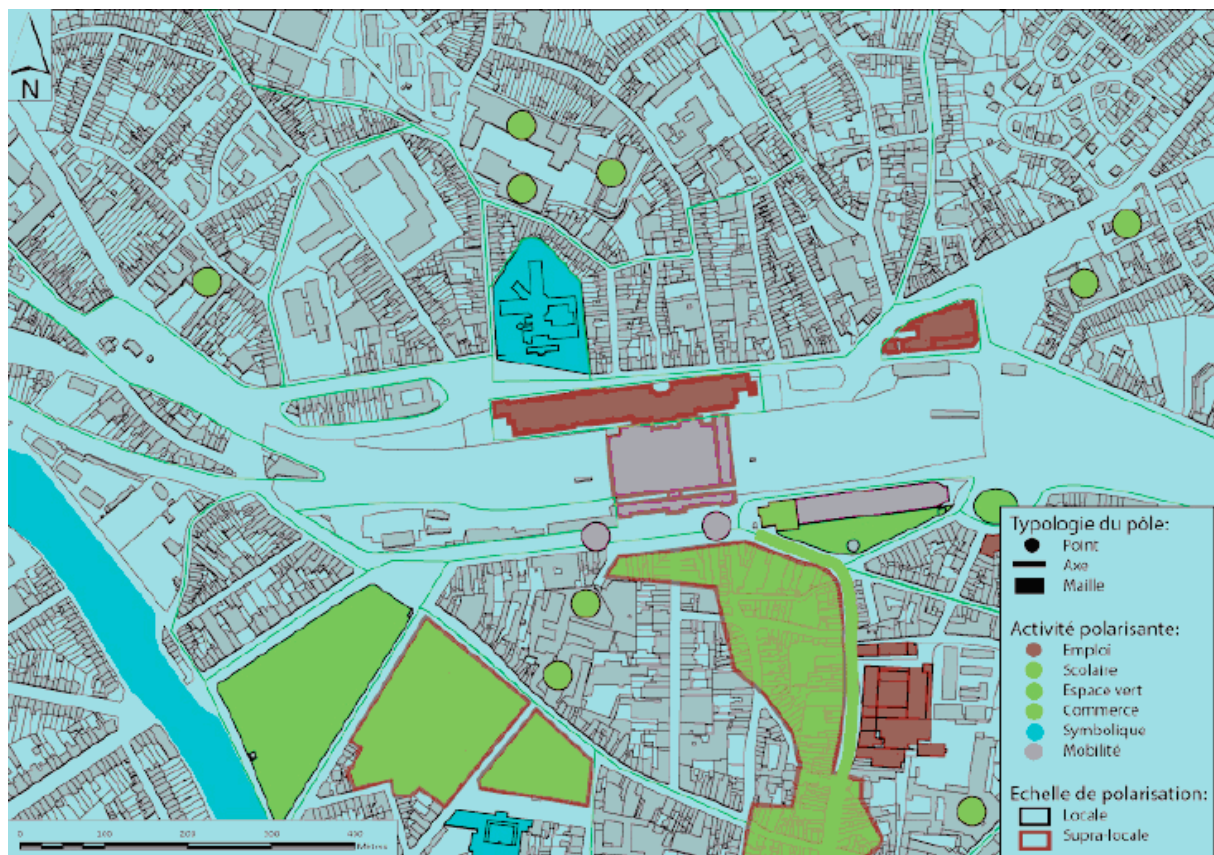 N
Typologie du pôle:
Point
Axe
Maille
Activité polarisante:
Emploi
Scolaire
Espace vert
Commerce
Symbolique
Mobilité
Echelle de polarisation:
Locale
Supra-locale
0 100 200 300 400
Metres